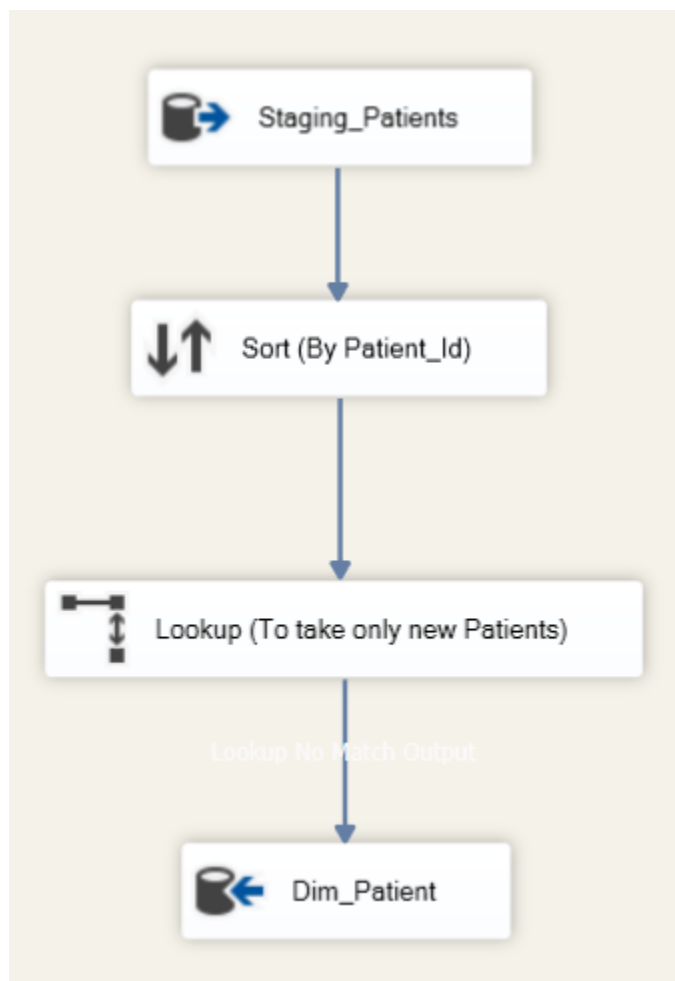 Staging_Patients
Sort (By Patient_Id)
Lookup (To take only new Patients)
Lookup No Match Output
Dim_Patient